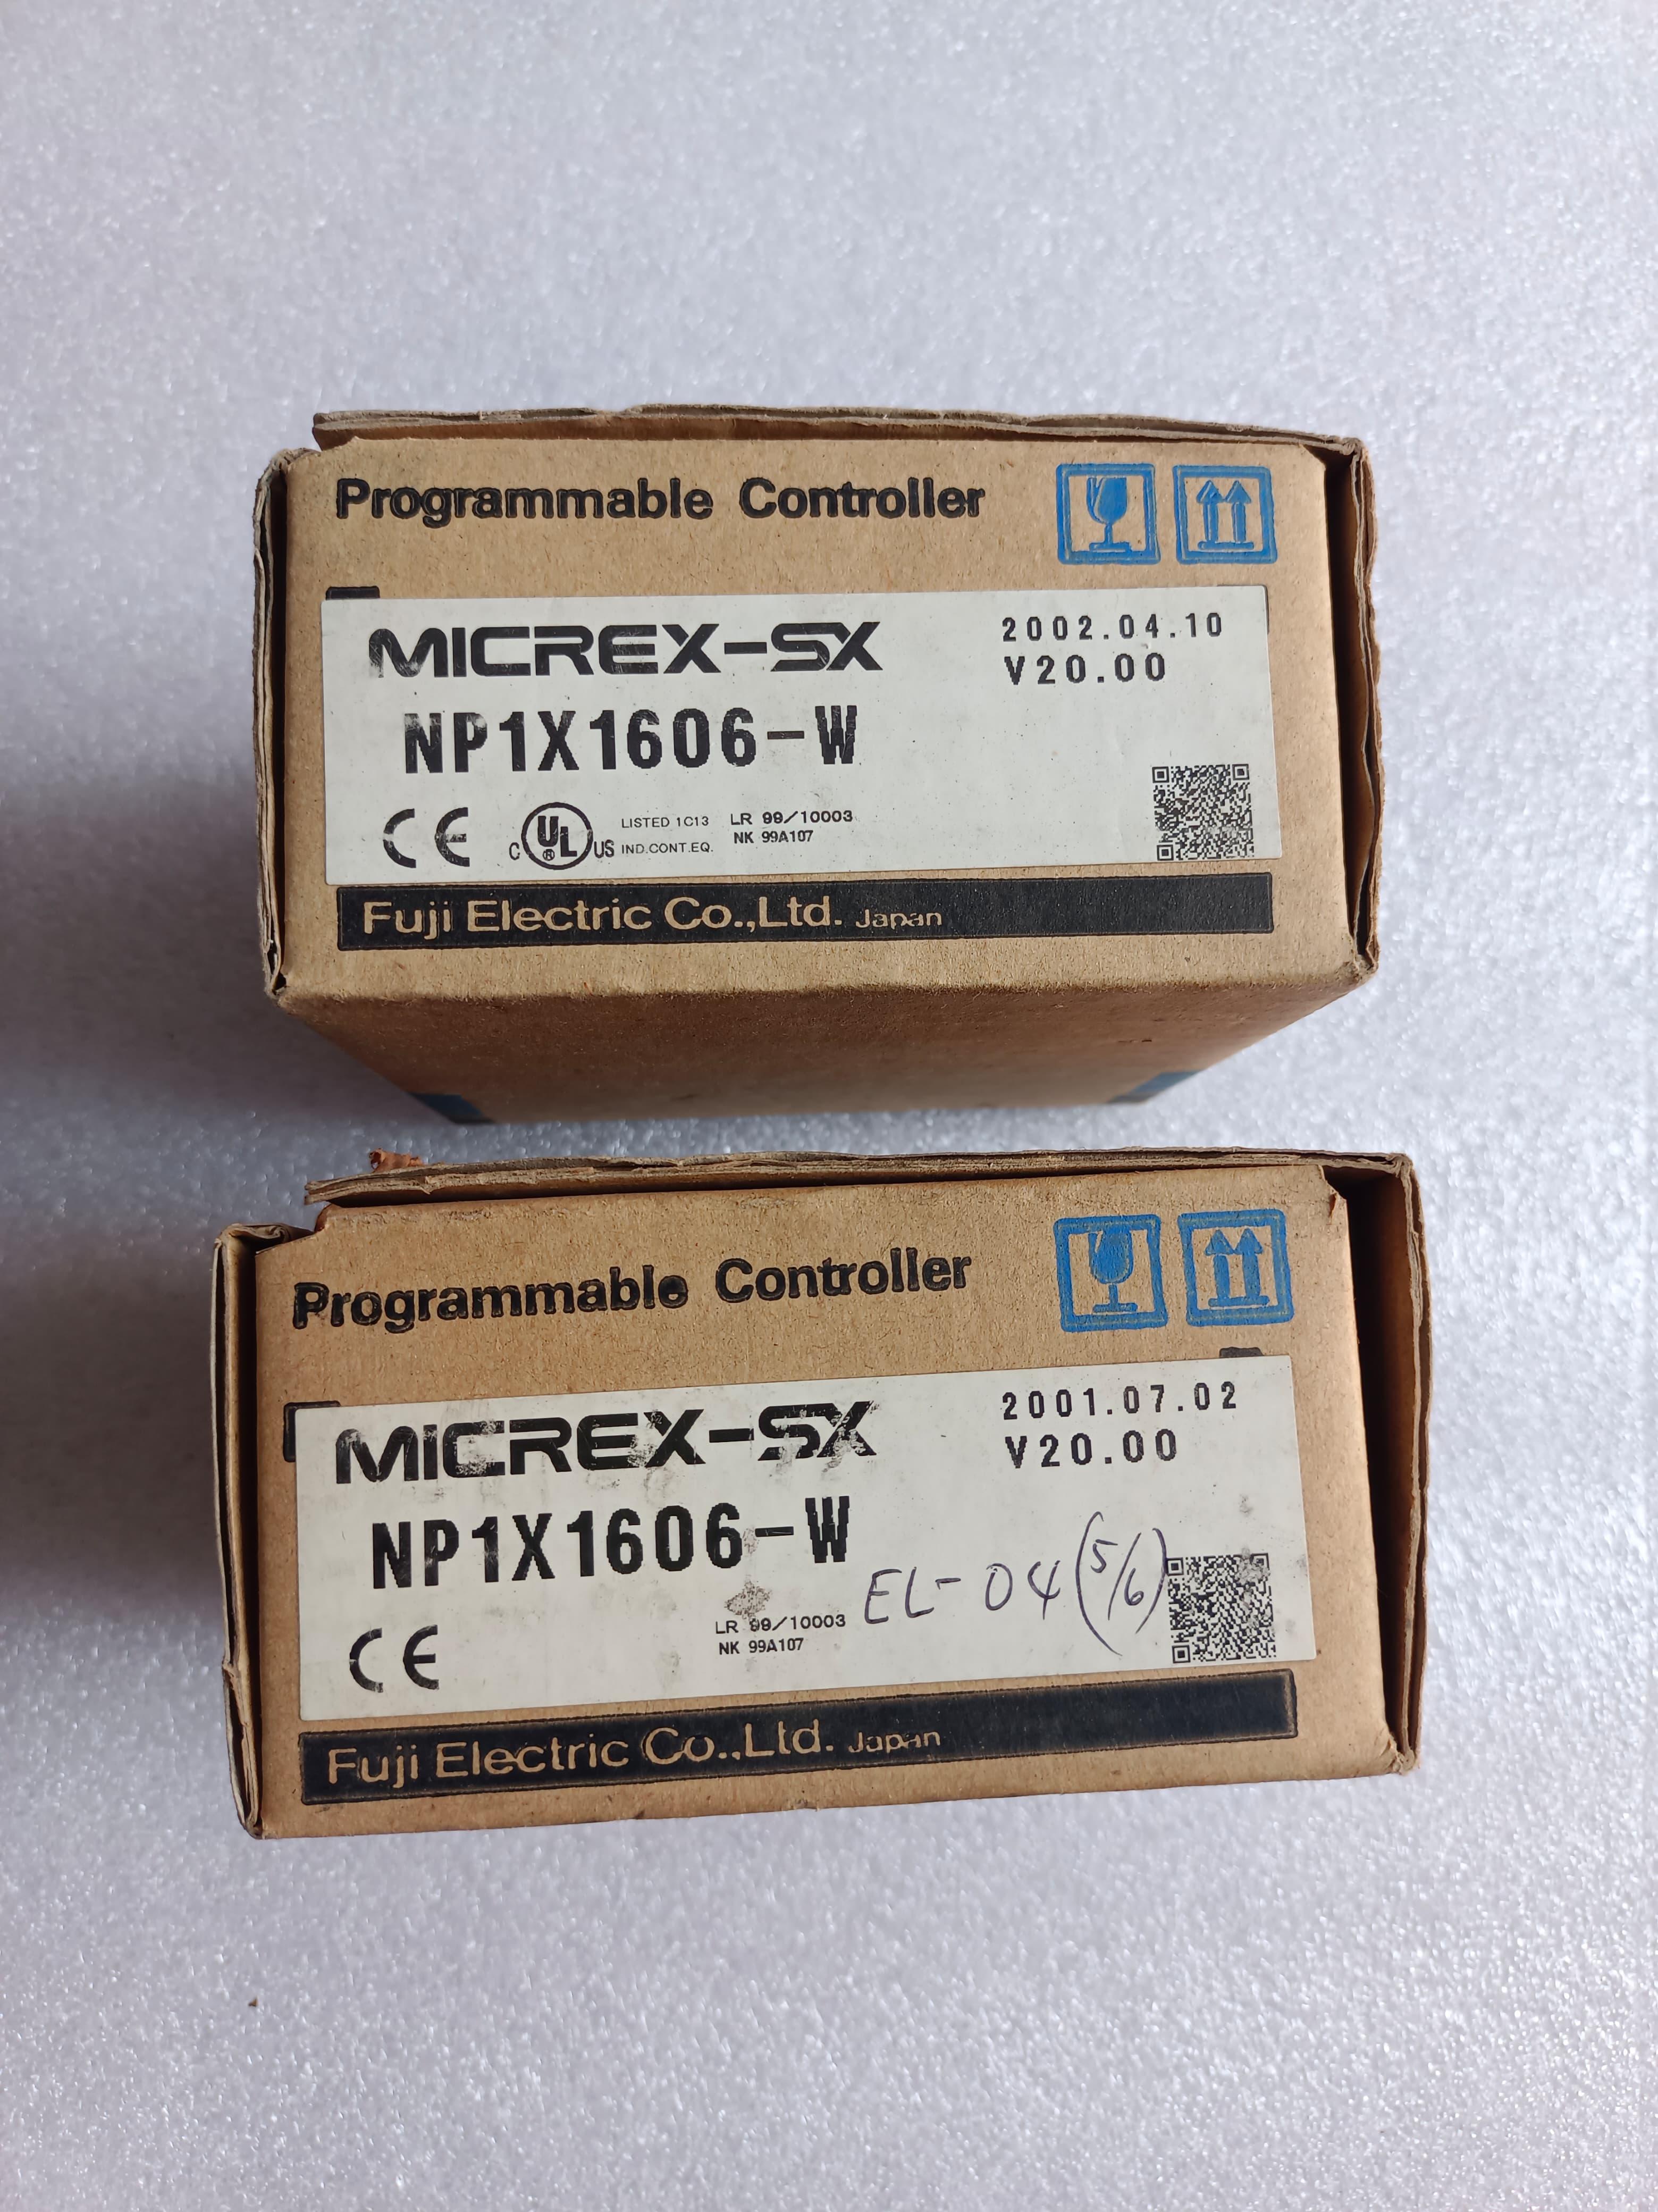 Programmable Controller
MICREX-SX
2002.04.10
V20.00
NP1X1606-W
CE
C UL ® US
LISTED 1C13
IND.CONT.EQ.
LR 99/10003
NK 99A107
Fuji Electric Co.,Ltd. Japan
Programmable Controller
MICREX-SX
2001.07.02
V20.00
NP1X1606-W
EL-04 (5/6)
CE
LR 99/10003
NK 99A107
Fuji Electric Co.,Ltd. Japan